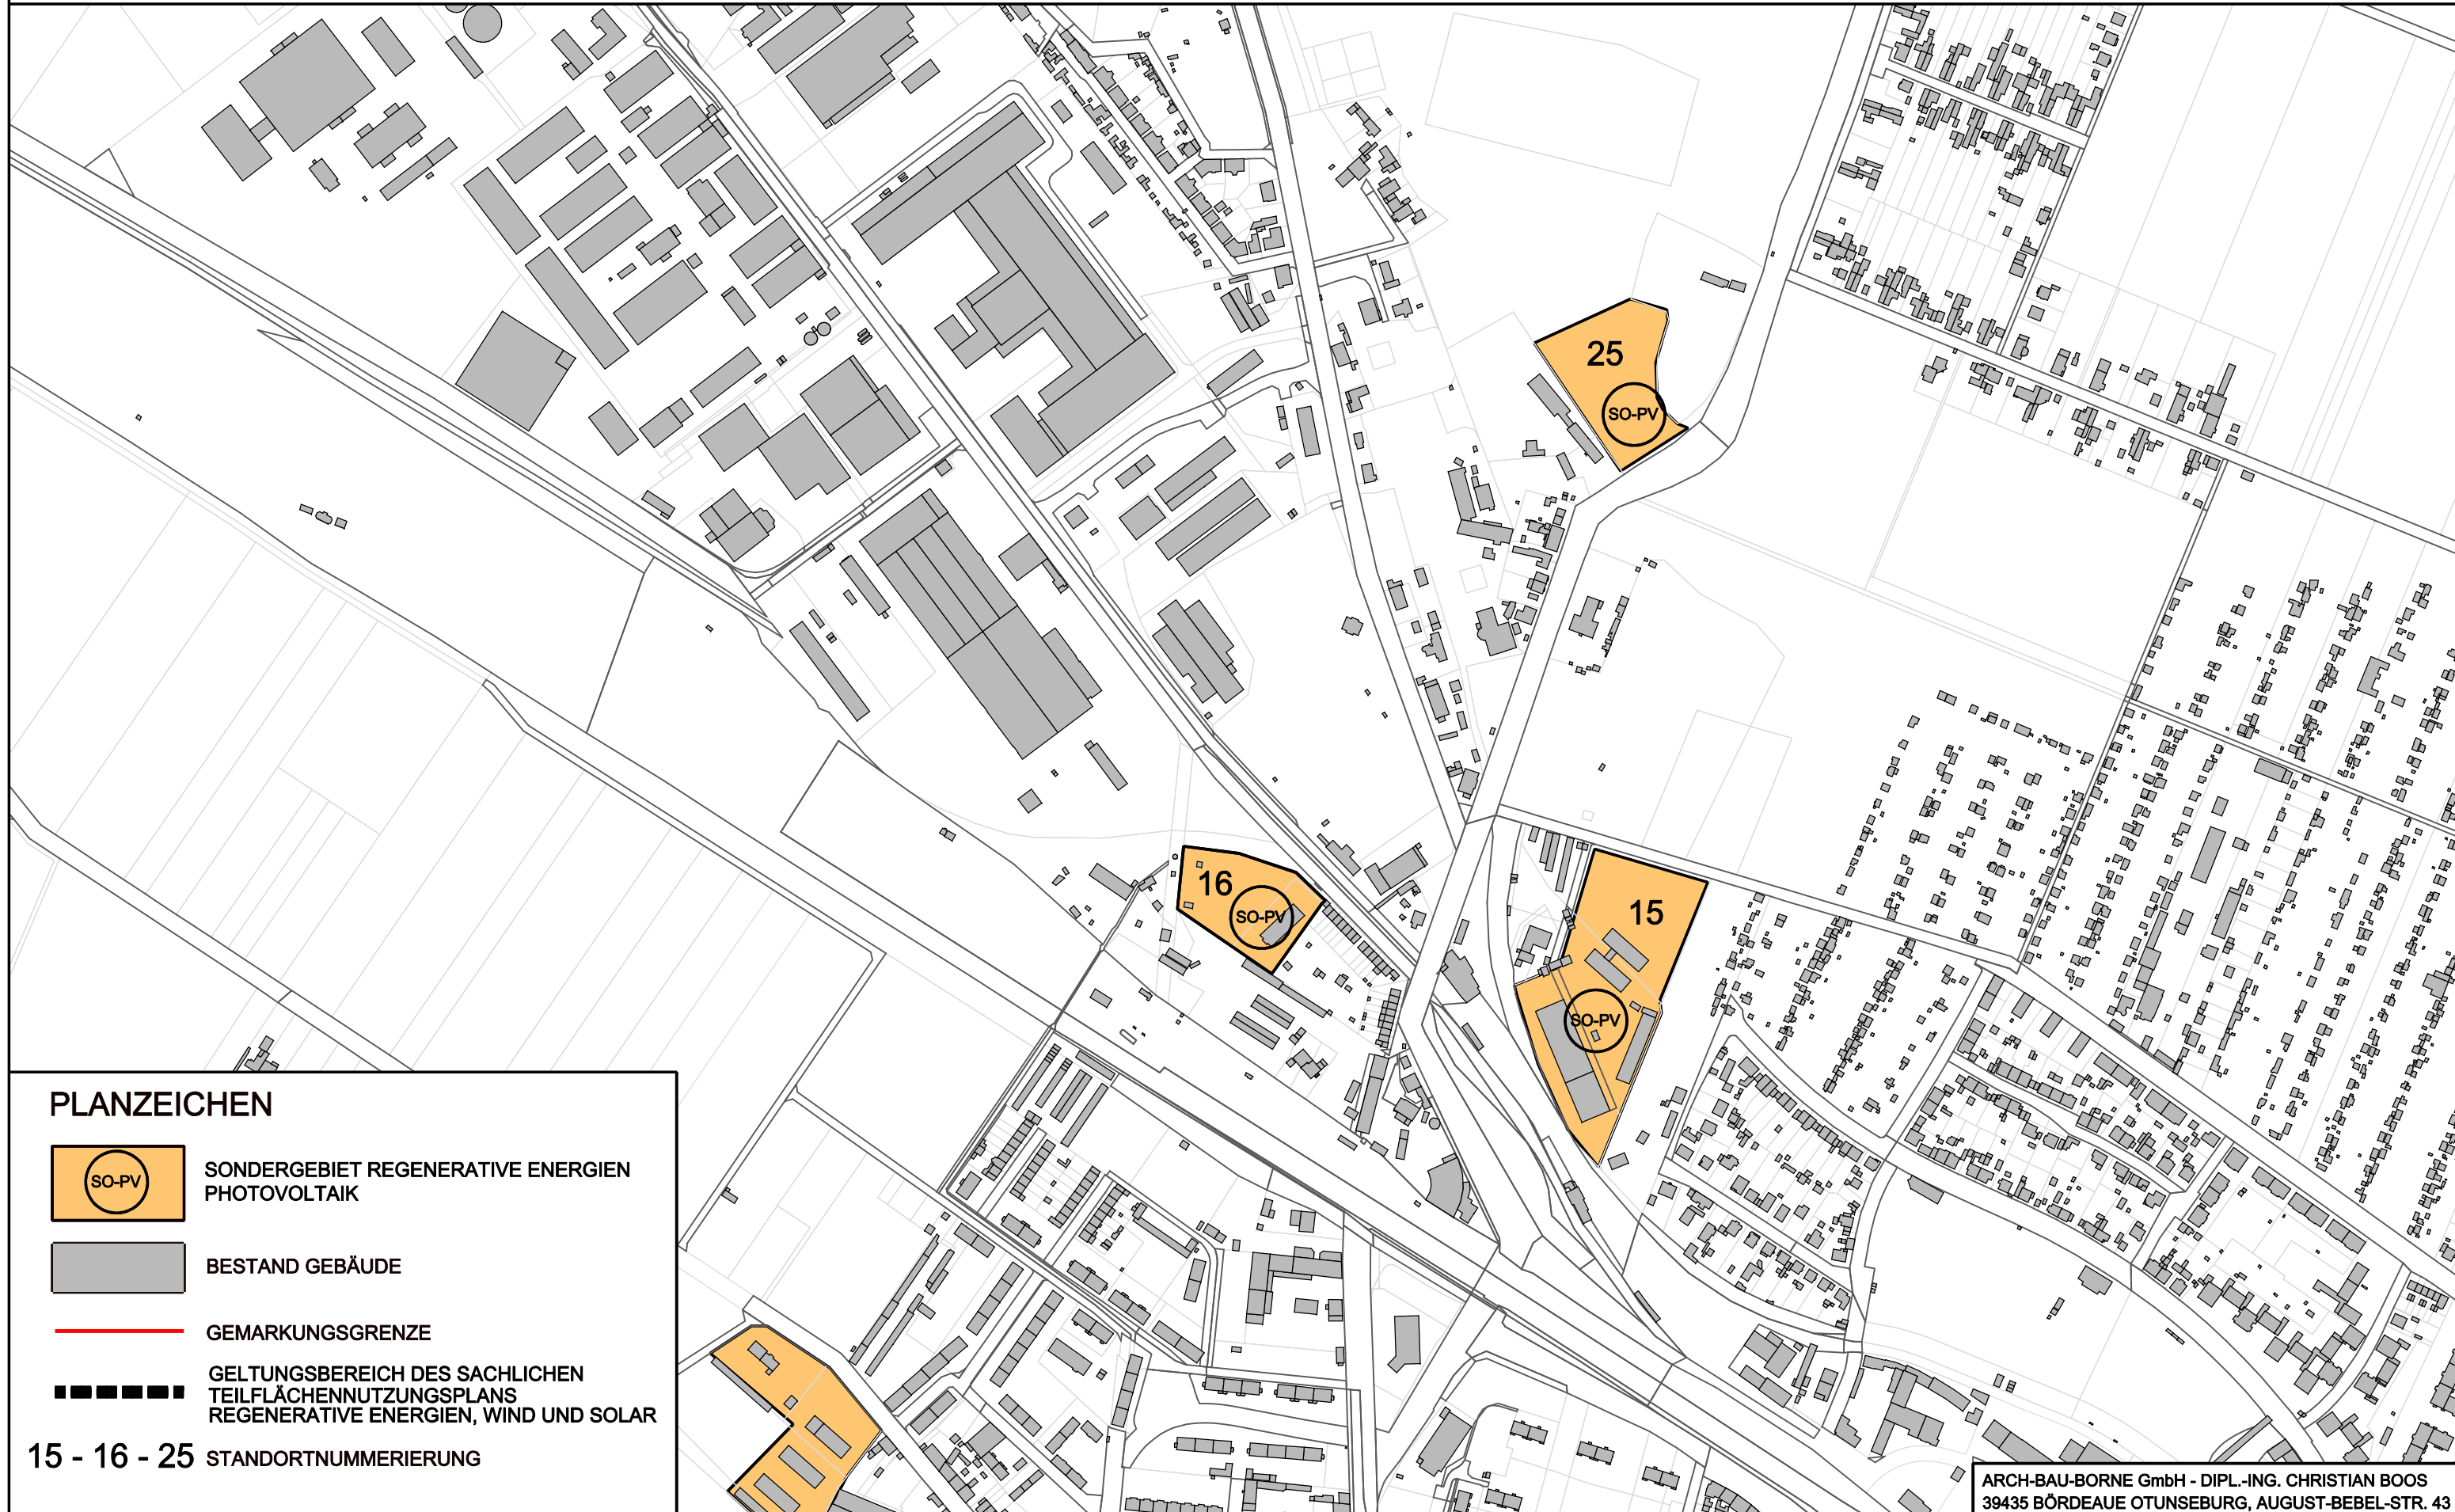 25
SO-PV
16
SO-PV
15
SO-PV
PLANZEICHEN
SO-PV
SONDERGEBIET REGENERATIVE ENERGIEN
PHOTOVOLTAIK
BESTAND GEBÄUDE
GEMARKUNGSGRENZE
GELTUNGSBEREICH DES SACHLICHEN
TEILFLÄCHENNUTZUNGSPLANS
REGENERATIVE ENERGIEN, WIND UND SOLAR
15 - 16 - 25 STANDORTNUMMERIERUNG
ARCH-BAU-BORNE GmbH - DIPL.-ING. CHRISTIAN BOOS
39435 BÖRDEAUE OTUNSEBURG, AUGUST-BEBEL-STR. 43